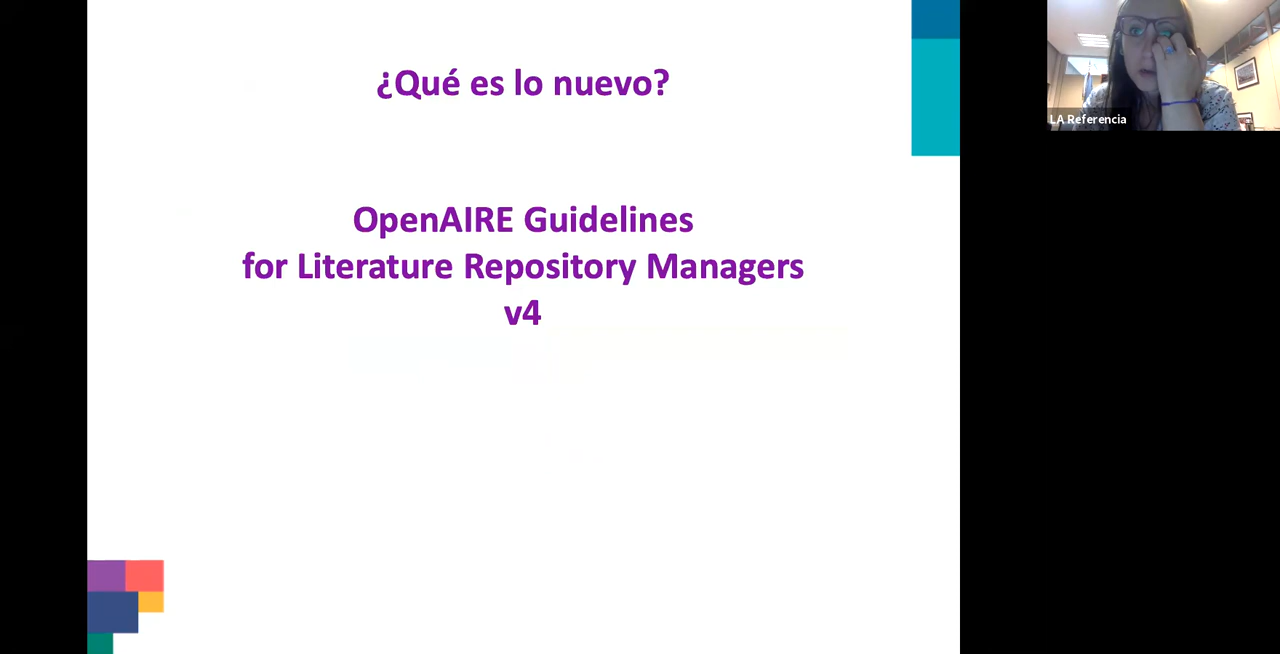 ¿Qué es lo nuevo?
OpenAIRE Guidelines
for Literature Repository Managers
v4
LA Referencia